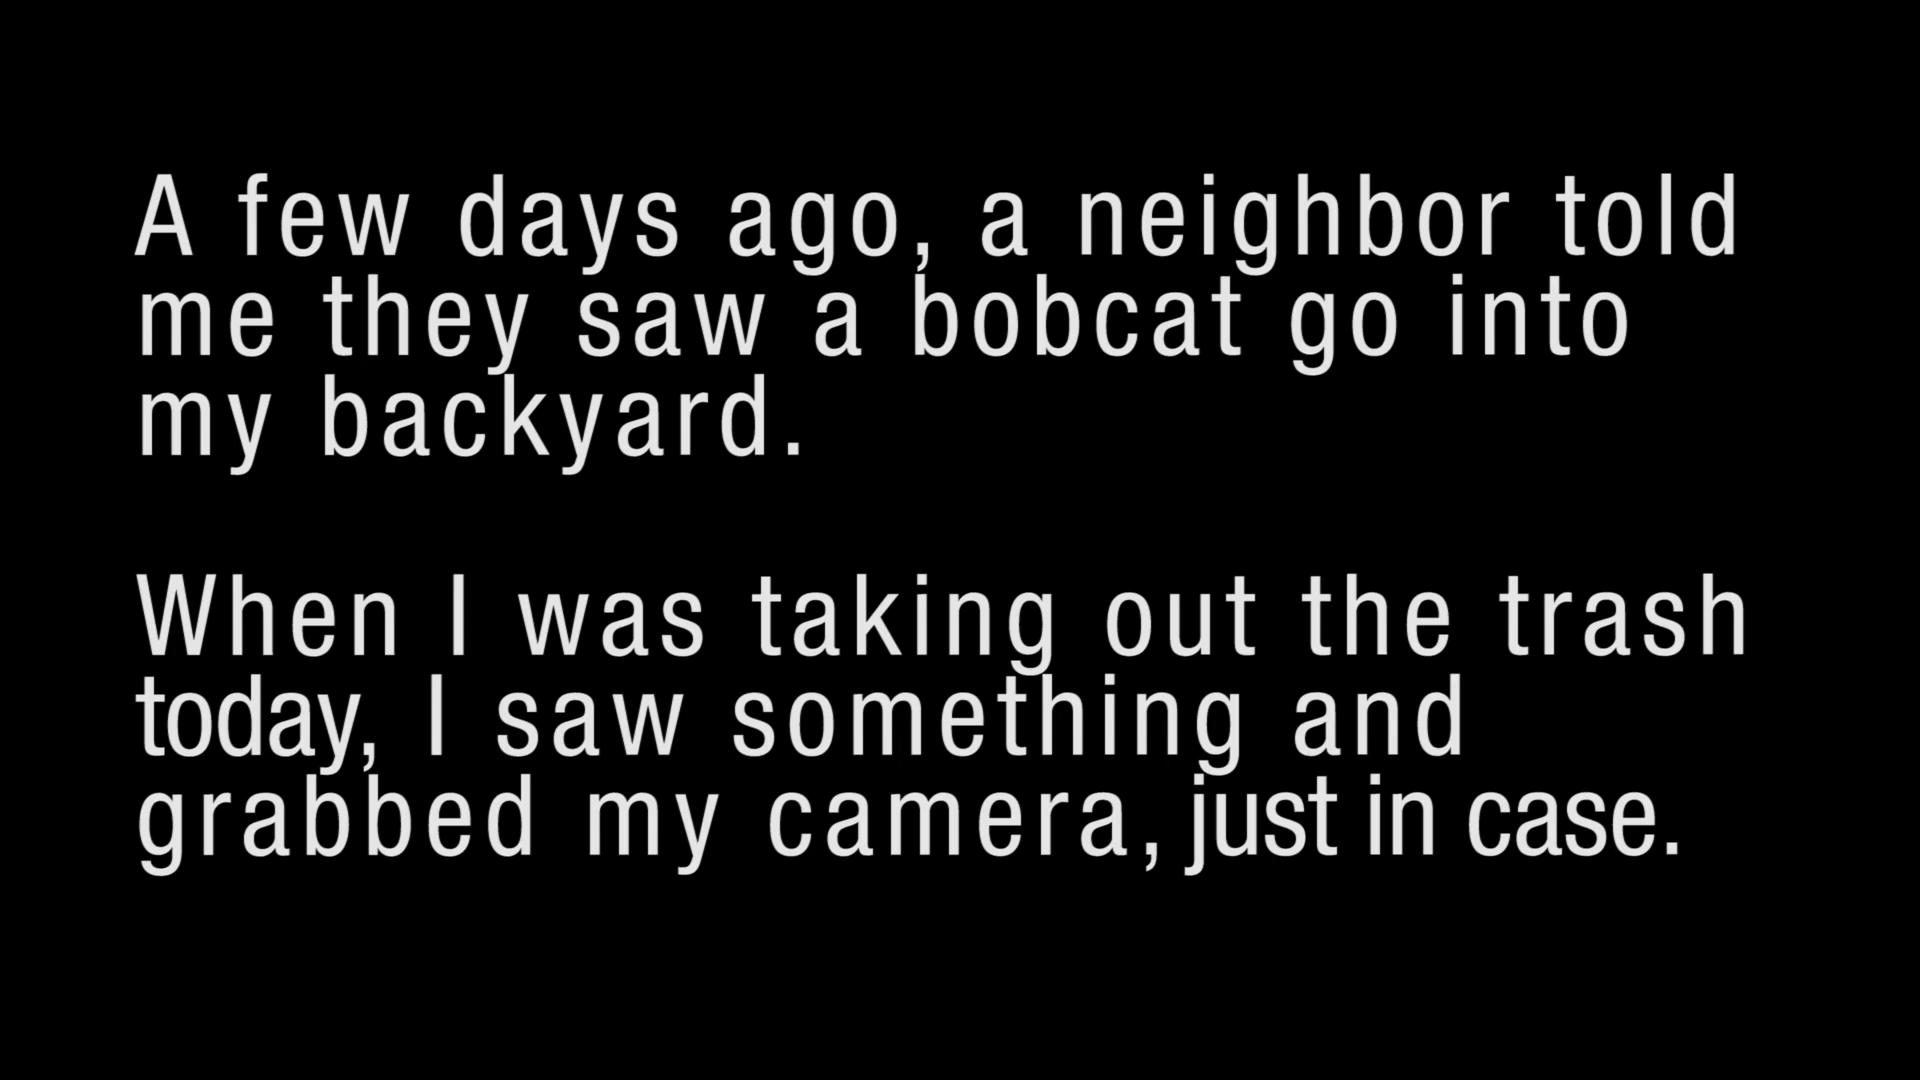 A few days ago, a neighbor told
me they saw a bobcat go into
my backyard.
When I was taking out the trash
today, I saw something and
grabbed my camera, just in case.